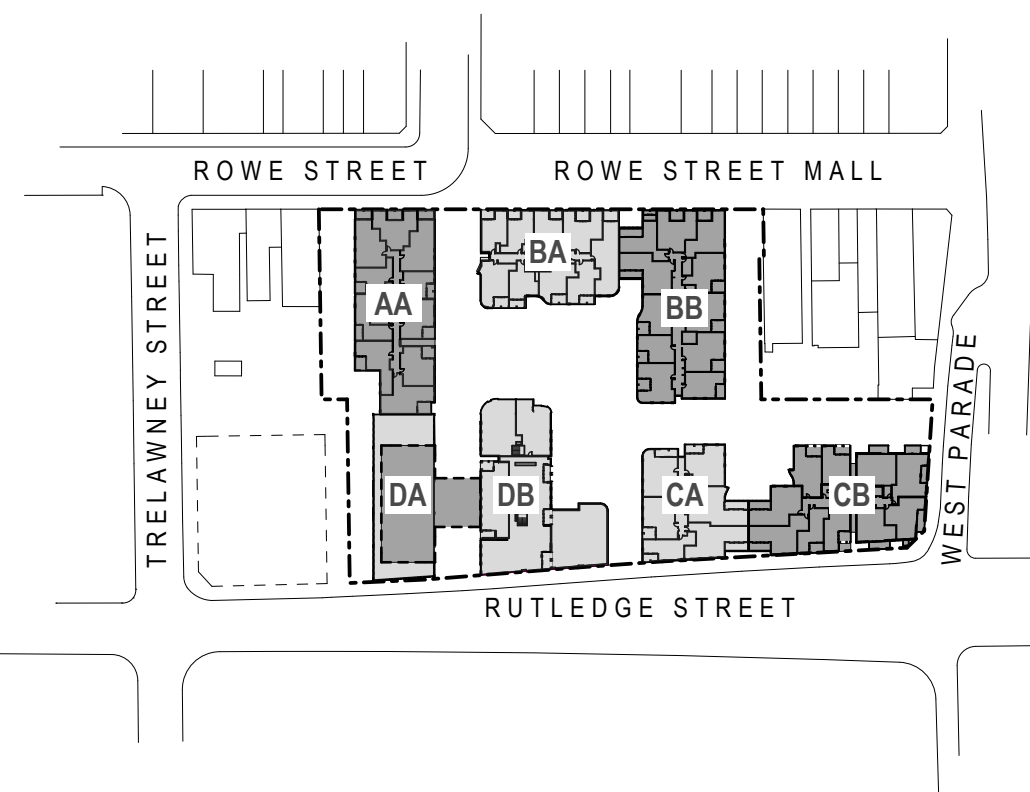 ROWE STREET
ROWE STREET MALL
TRELAWNEY STREET
BA
AA
BB
WEST PARADE
DA
DB
CA
CB
RUTLEDGE STREET